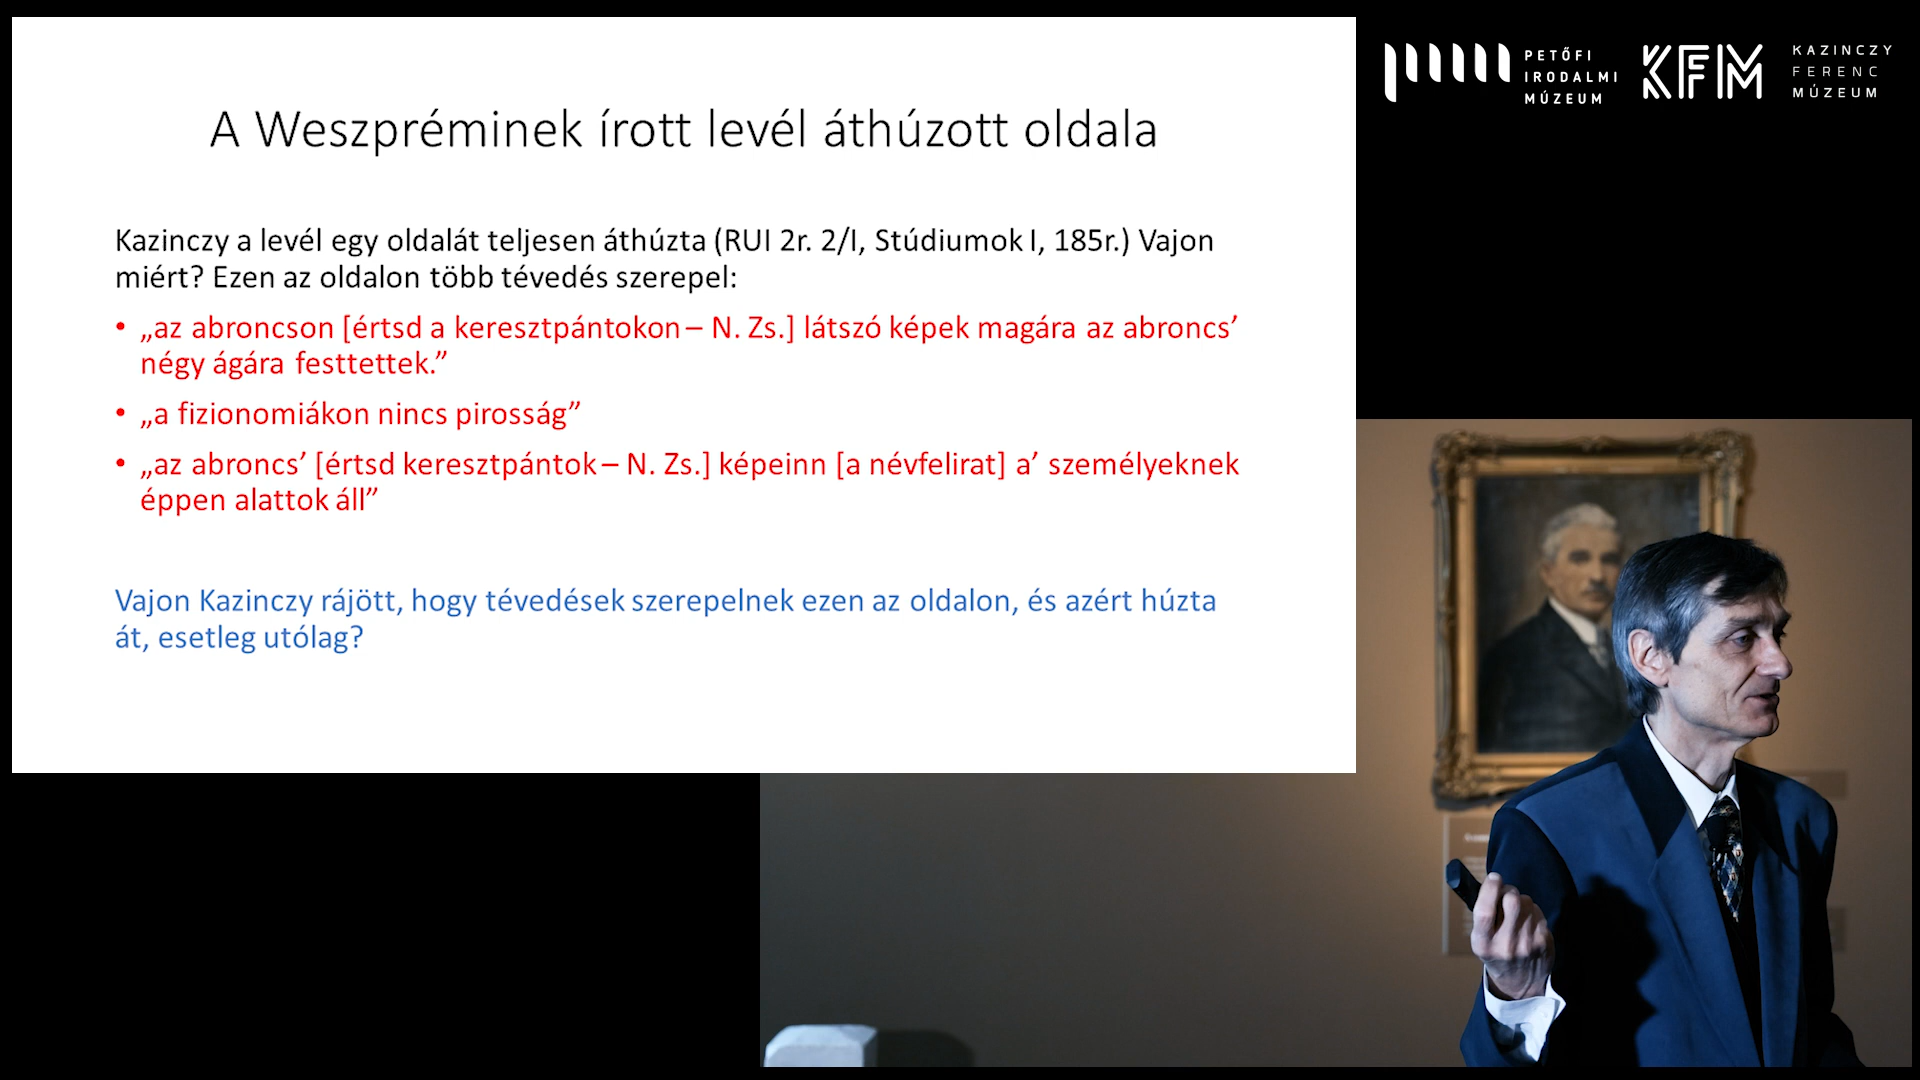 A Weszpréminek írott levél áthúzott oldala
Kazinczy a levél egy oldalát teljesen áthúzta (RUI 2r. 2/I, Stúdiumok I, 185r.) Vajon
miért? Ezen az oldalon több tévedés szerepel:
• „az abroncson [értsd a keresztpántokon – N. Zs.] látszó képek magára az abroncs’
négy ágára festtettek.”
• „a fizionomiákon nincs pirosság”
• „az abroncs’ [értsd keresztpántok – N. Zs.] képeinn [a névfelirat] a’ személyeknek
éppen alattok áll”
Vajon Kazinczy rájött, hogy tévedések szerepelnek ezen az oldalon, és azért húzta
át, esetleg utólag?
PETŐFI
IRODALMI
MÚZEUM
KFM
KAZINCZY
FERENC
MÚZEUM